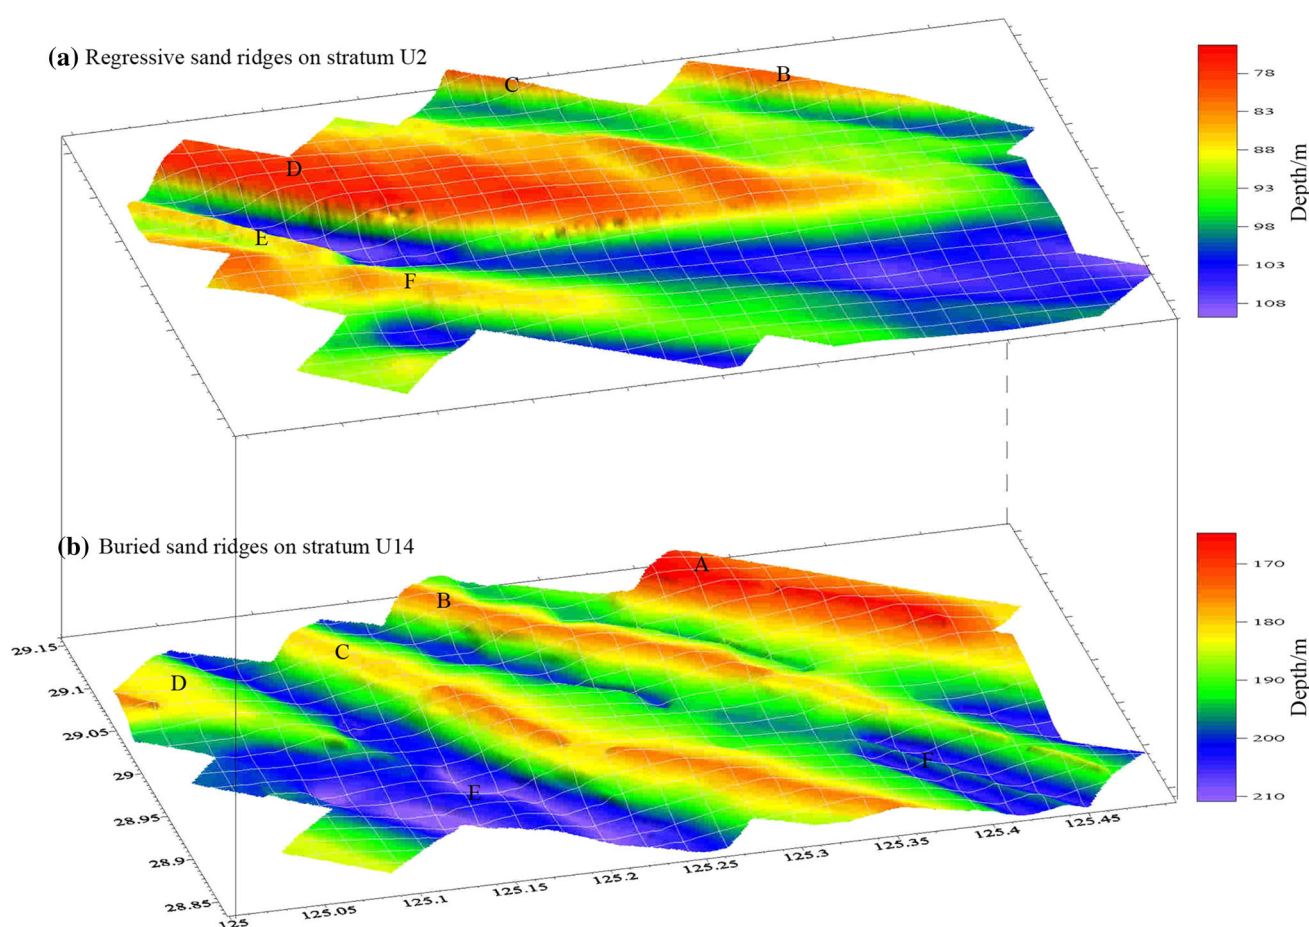 (a) Regressive sand ridges on stratum U2
B
C
D
E
F
78
83
88
93
98
103
108
Depth/m
(b) Buried sand ridges on stratum U14
A
B
C
D
E
F
170
180
190
200
210
Depth/m
29.15
29.1
29.05
29
28.95
28.9
28.85
125
125.05
125.1
125.15
125.2
125.25
125.3
125.35
125.4
125.45